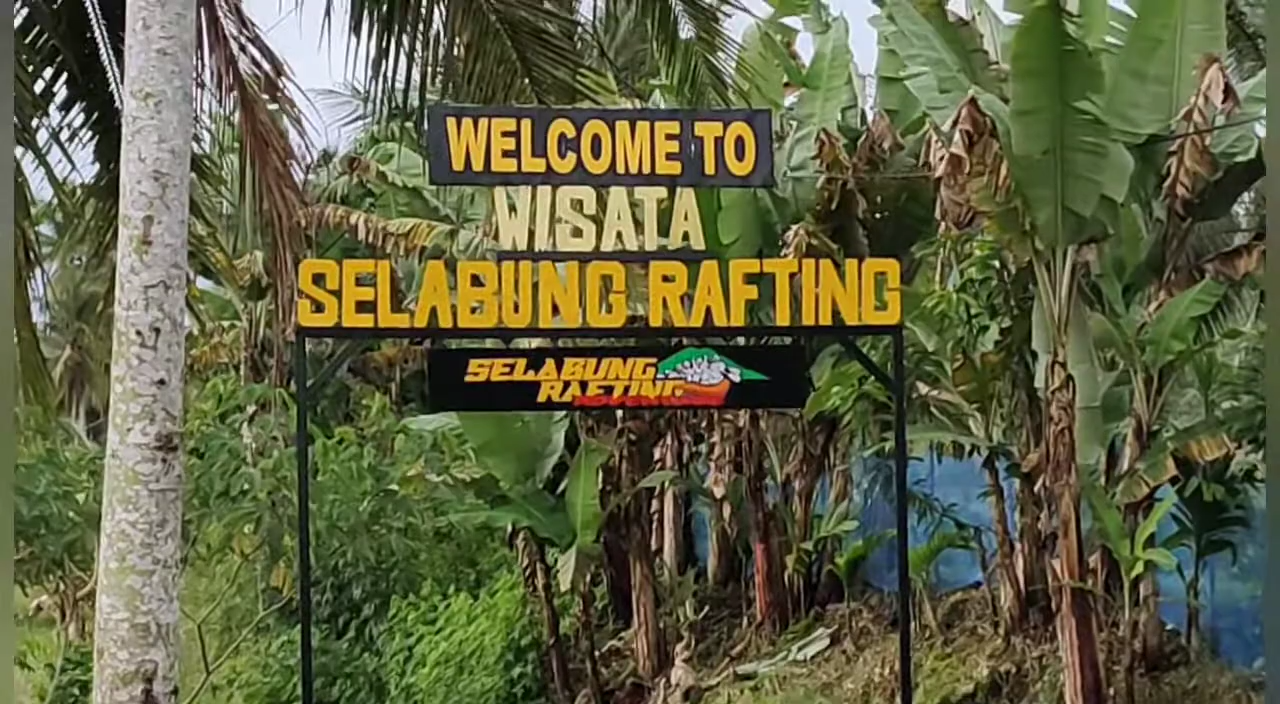 WELCOME TO
WISATA
SELABUNG RAFTING
SELABUNG
RAFTING